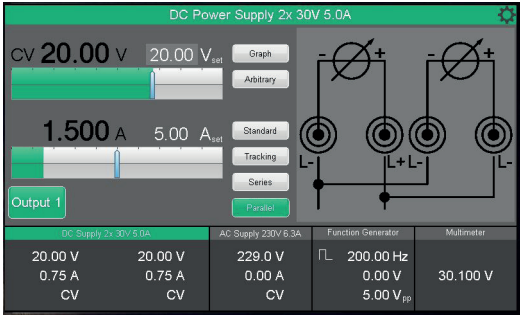 DC Power Supply 2x 30V 5.0A
CV 20.00 V 20.00 Vset
Graph
Arbitrary
1.500 A 5.00 Aset
Standard
Tracking
Series
Parallel
Output 1
- + - +
L- L+ L- L-
DC Supply 2x 30V 5.0A
20.00 V 20.00 V
0.75 A 0.75 A
CV CV
AC Supply 230V 6.3A
229.0 V
0.00 A
CV
Function Generator
200.00 Hz
0.00 V
5.00 Vpp
Multimeter
30.100 V